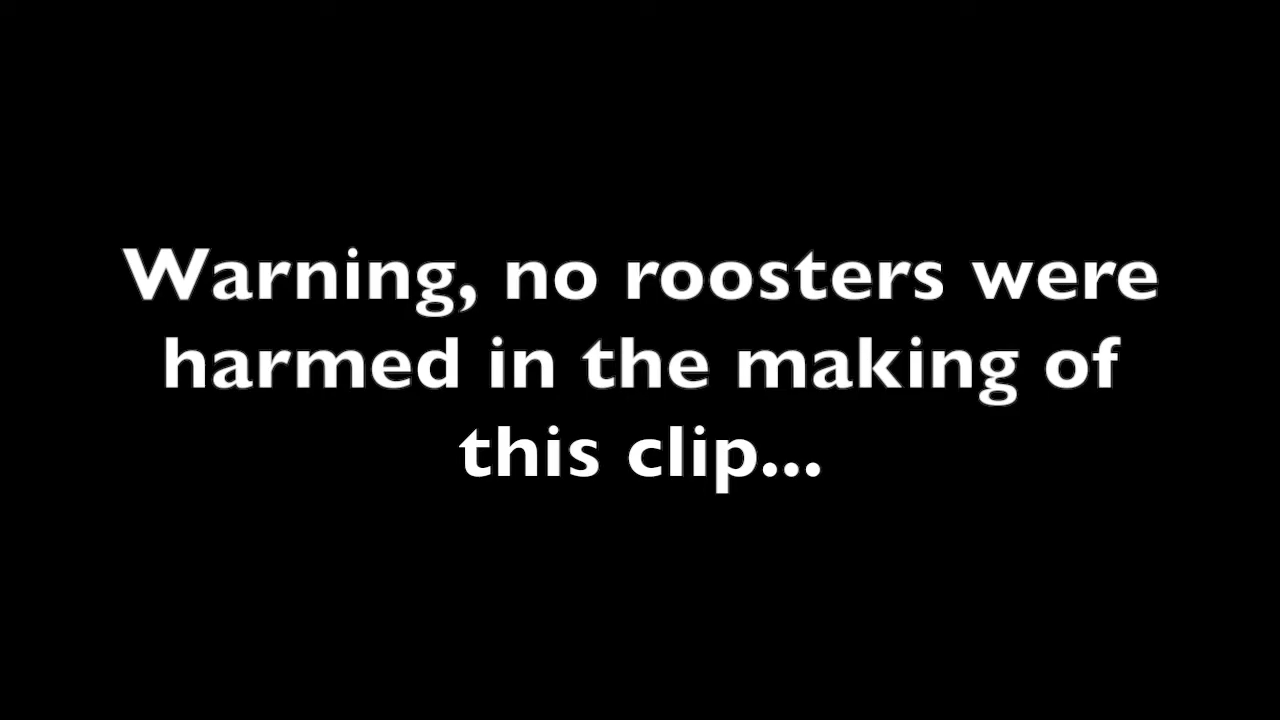 Warning, no roosters were
harmed in the making of
this clip...